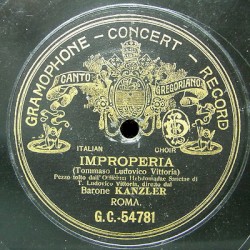 GRAMOPHONE - CONCERT - RECORD
CANTO GREGORIANO
ITALIAN CHOIR
IMPROPERIA
(Tommaso Ludovico Vittoria)
Pezzo tolto dall' Officium Hebdomadae Sanctae di
T. Ludovico Vittoria, diretto dal
Barone KANZLER
ROMA.
G.C.-54781